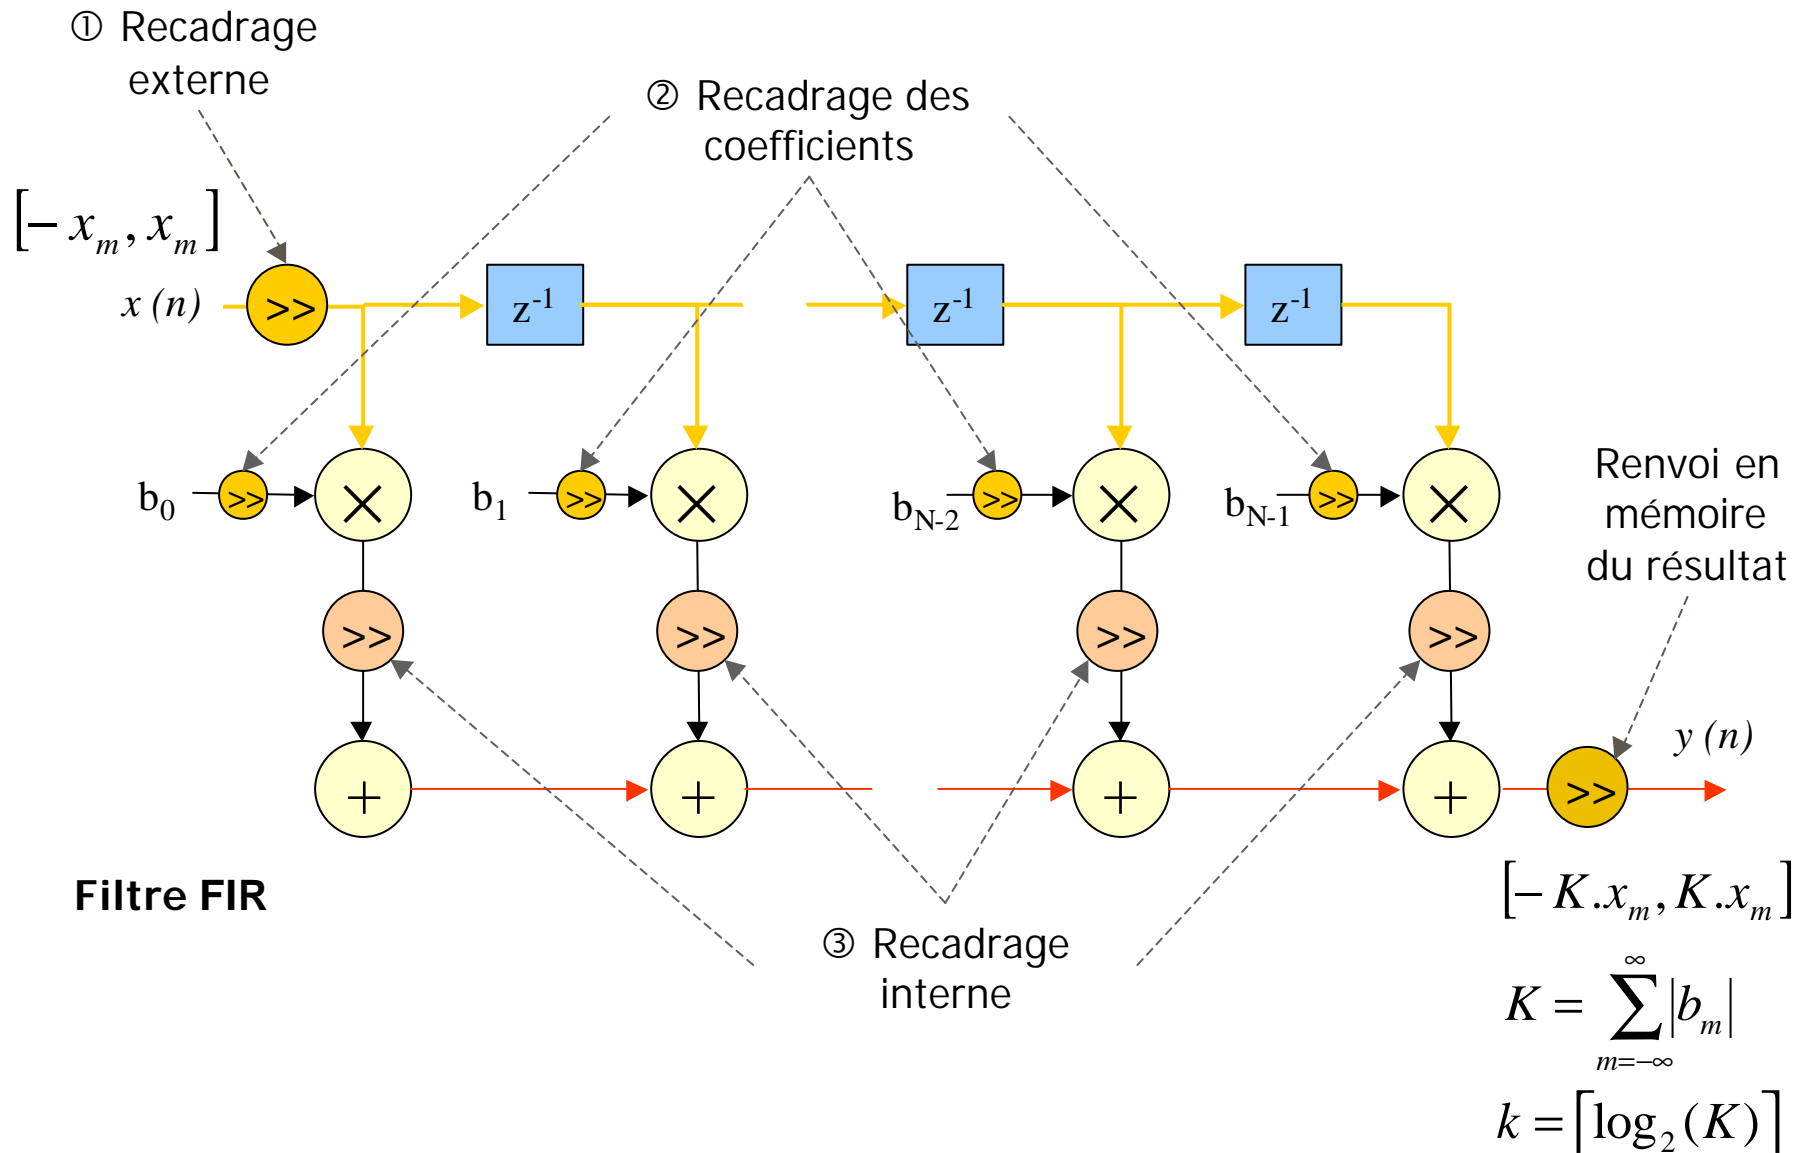 ① Recadrage
externe
② Recadrage des
coefficients
[− x_m, x_m]
x (n)
>>
z^-1
z^-1
z^-1
b_0
>>
×
b_1
>>
×
b_N-2
>>
×
b_N-1
>>
×
Renvoi en
mémoire
du résultat
>>
>>
>>
>>
y (n)
+
+
+
+
>>
Filtre FIR
[− K.x_m, K.x_m]
③ Recadrage
interne
K = ∑_{m=−∞}^{∞} |b_m|
k = ⌈log_2 (K)⌉